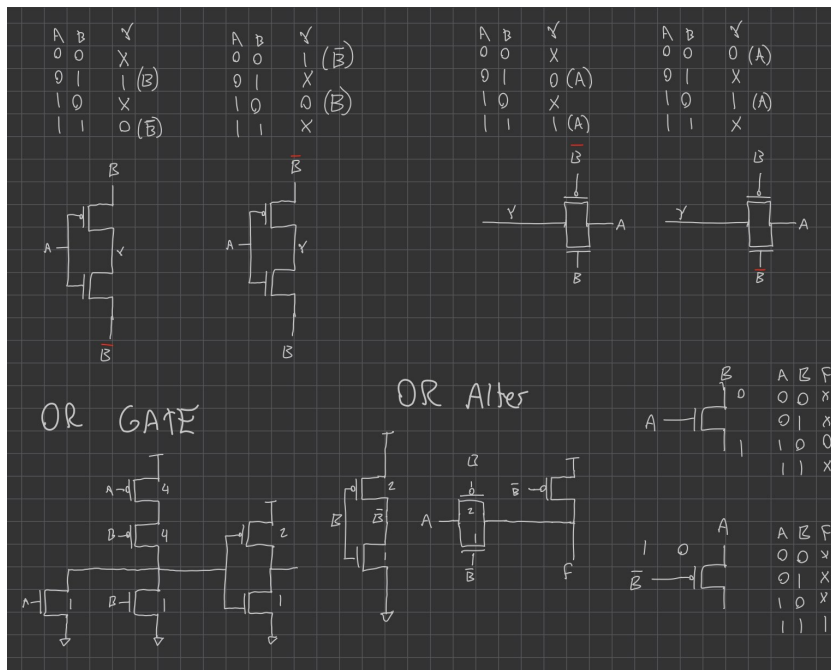 A B Y
0 0 X
0 1 1 (B)
1 0 X
1 1 0 (B̅)
A B Y
0 0 1 (B̅)
0 1 X
1 0 0 (B)
1 1 X
A B Y
0 0 X
0 1 0 (A)
1 0 X
1 1 1 (A)
A B Y
0 0 0 (A)
0 1 X
1 0 1 (A)
1 1 X
B
A
Y
B̅
B̅
A
Y
B
B̅
Y
A
B
B
Y
A
B̅
OR GATE
A 4
B 4
A 1
B 1
2
1
OR Alter
2
B
B̅
B
A
2
1
B̅
B̅
F
B
0
A
1
A B F
0 0 X
0 1 X
1 0 0
1 1 X
A
1 0
B̅
A B F
0 0 X
0 1 X
1 0 X
1 1 1